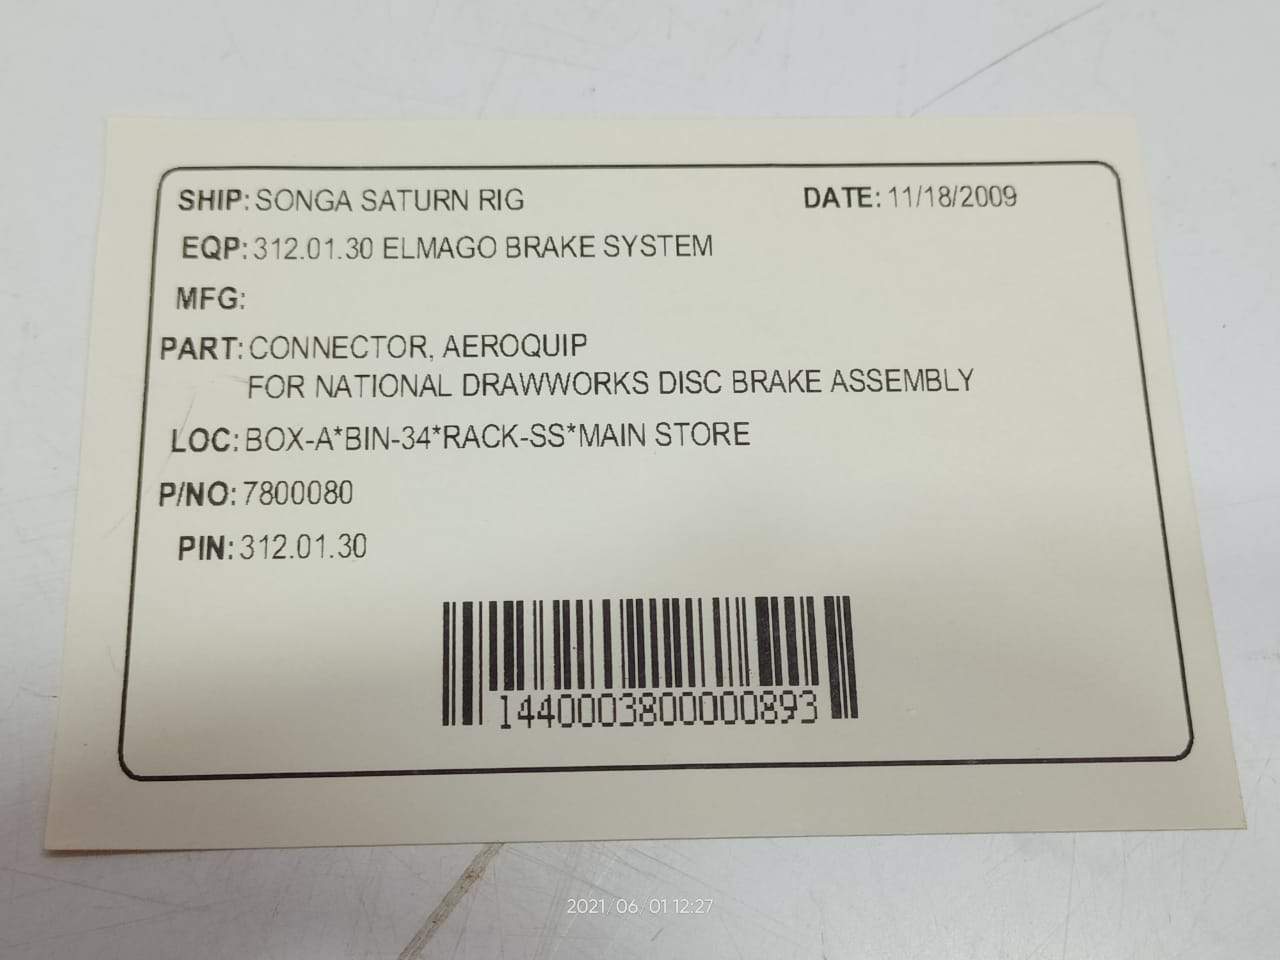 SHIP: SONGA SATURN RIG DATE: 11/18/2009
EQP: 312.01.30 ELMAGO BRAKE SYSTEM
MFG:
PART: CONNECTOR, AEROQUIP
FOR NATIONAL DRAWWORKS DISC BRAKE ASSEMBLY
LOC: BOX-A*BIN-34*RACK-SS*MAIN STORE
P/NO: 7800080
PIN: 312.01.30
1440003800000893
2021/06/01 12:27